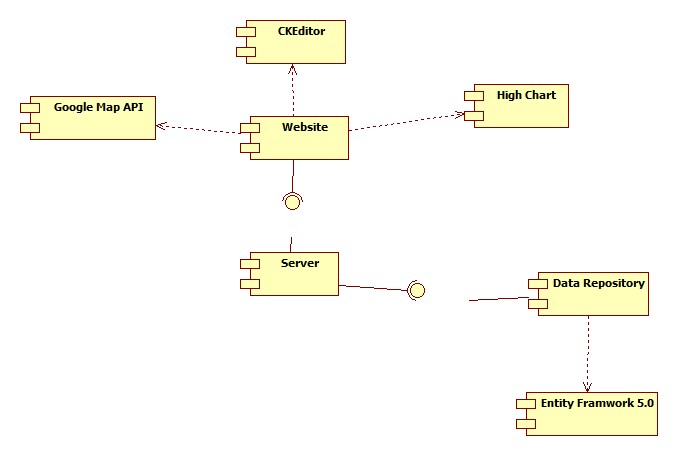 CKEditor
Google Map API
High Chart
Website
Server
Data Repository
Entity Framwork 5.0